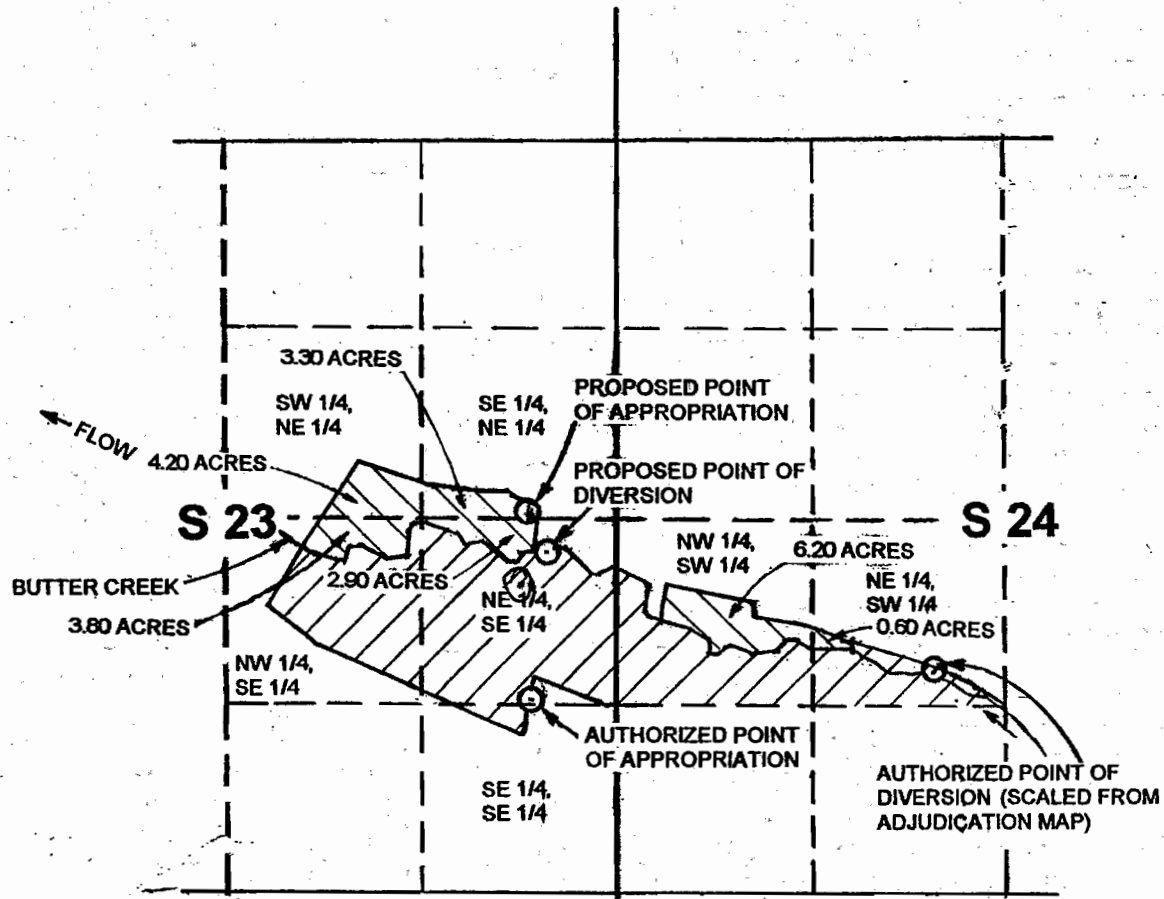 3.30 ACRES
SW 1/4,
NE 1/4
SE 1/4,
NE 1/4
PROPOSED POINT
OF APPROPRIATION
FLOW
4.20 ACRES
PROPOSED POINT OF
DIVERSION
S 23
S 24
NW 1/4,
SW 1/4
6.20 ACRES
BUTTER CREEK
2.90 ACRES
NE 1/4,
SE 1/4
NE 1/4,
SW 1/4
3.80 ACRES
0.60 ACRES
NW 1/4,
SE 1/4
AUTHORIZED POINT
OF APPROPRIATION
SE 1/4,
SE 1/4
AUTHORIZED POINT OF
DIVERSION (SCALED FROM
ADJUDICATION MAP)